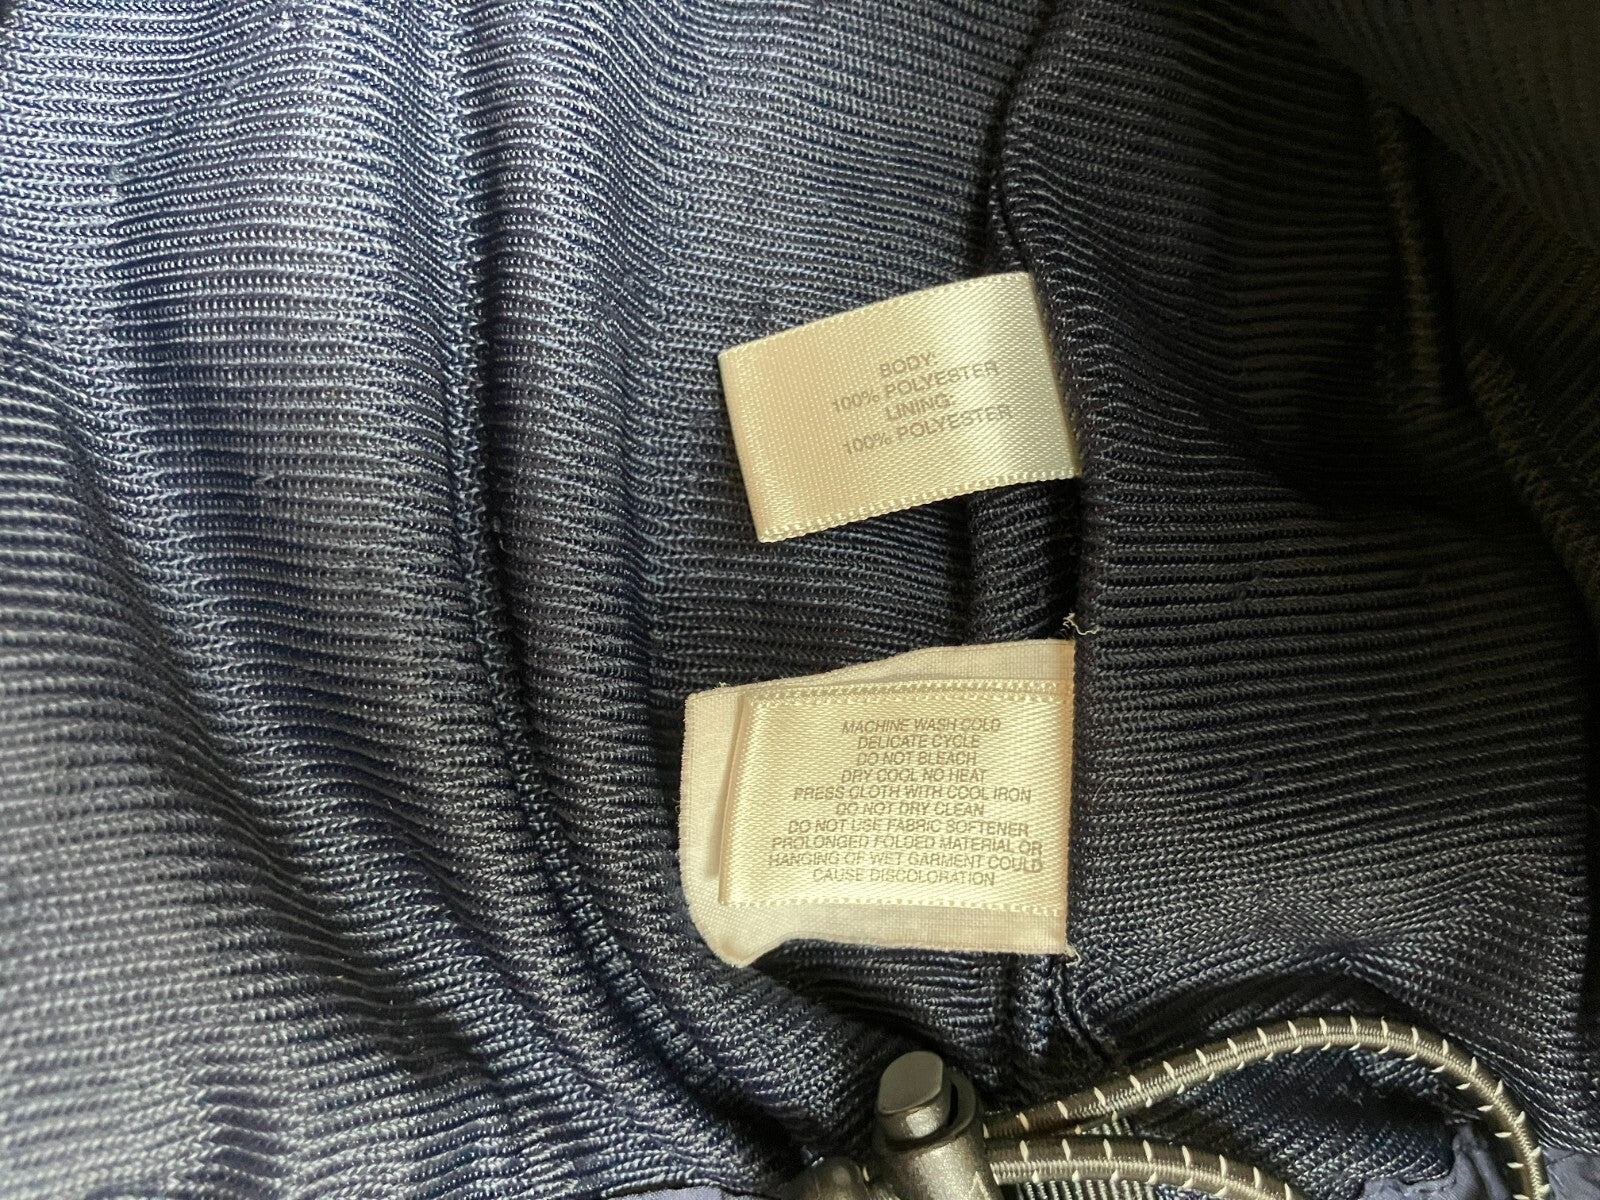 BODY:
100% POLYESTER
LINING:
100% POLYESTER
MACHINE WASH COLD
DELICATE CYCLE
DO NOT BLEACH
DRY COOL NO HEAT
PRESS CLOTH WITH COOL IRON
DO NOT DRY CLEAN
DO NOT USE FABRIC SOFTENER
PROLONGED FOLDED MATERIAL OR
HANGING OF WET GARMENT COULD
CAUSE DISCOLORATION